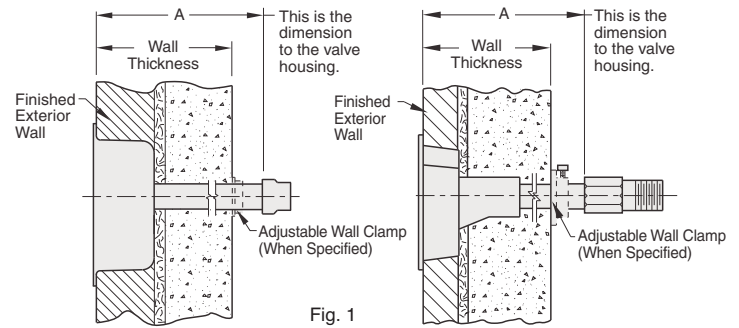 A
This is the
dimension
to the valve
housing.
Wall
Thickness
Finished
Exterior
Wall
Adjustable Wall Clamp
(When Specified)
A
This is the
dimension
to the valve
housing.
Wall
Thickness
Finished
Exterior
Wall
Adjustable Wall Clamp
(When Specified)
Fig. 1